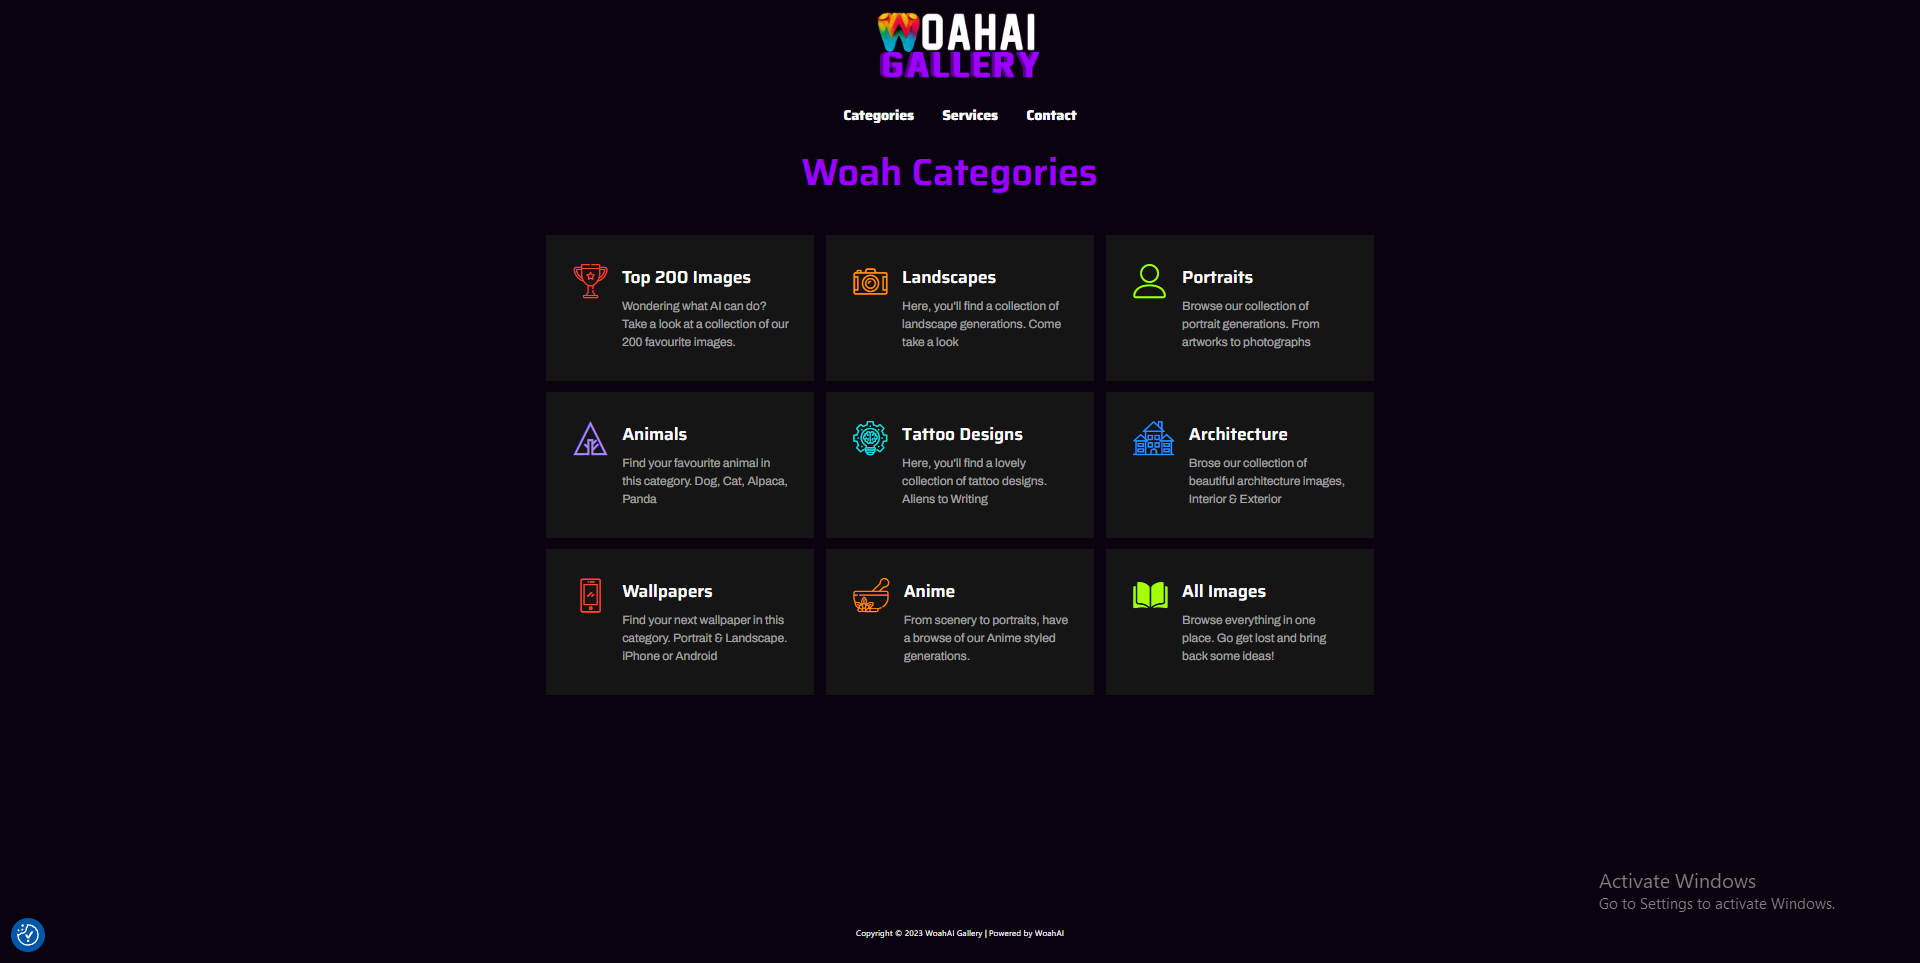 WOAHAI
GALLERY
Categories Services Contact
Woah Categories
Top 200 Images
Wondering what AI can do?
Take a look at a collection of our
200 favourite images.
Landscapes
Here, you'll find a collection of
landscape generations. Come
take a look
Portraits
Browse our collection of
portrait generations. From
artworks to photographs
Animals
Find your favourite animal in
this category. Dog, Cat, Alpaca,
Panda
Tattoo Designs
Here, you'll find a lovely
collection of tattoo designs.
Aliens to Writing
Architecture
Brose our collection of
beautiful architecture images,
Interior & Exterior
Wallpapers
Find your next wallpaper in this
category. Portrait & Landscape.
iPhone or Android
Anime
From scenery to portraits, have
a browse of our Anime styled
generations.
All Images
Browse everything in one
place. Go get lost and bring
back some ideas!
Activate Windows
Go to Settings to activate Windows.
Copyright © 2023 WoahAI Gallery | Powered by WoahAI